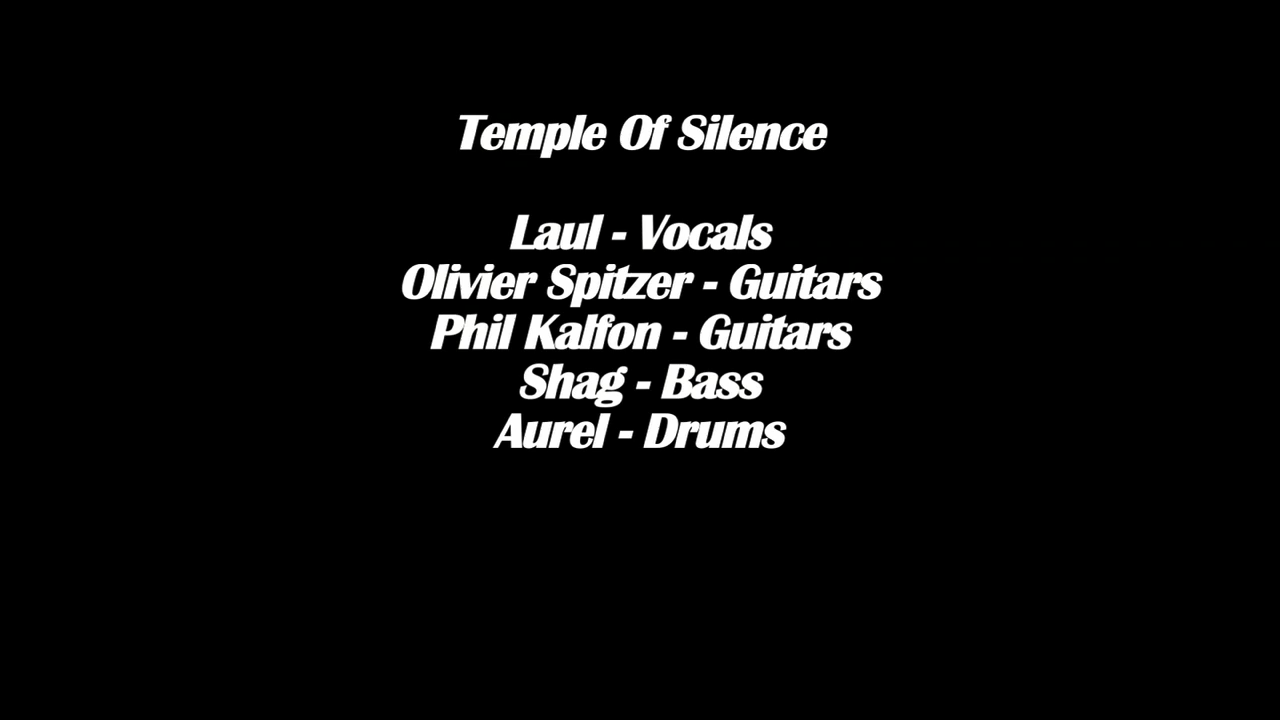 Temple Of Silence
Laul - Vocals
Olivier Spitzer - Guitars
Phil Kalfon - Guitars
Shag - Bass
Aurel - Drums